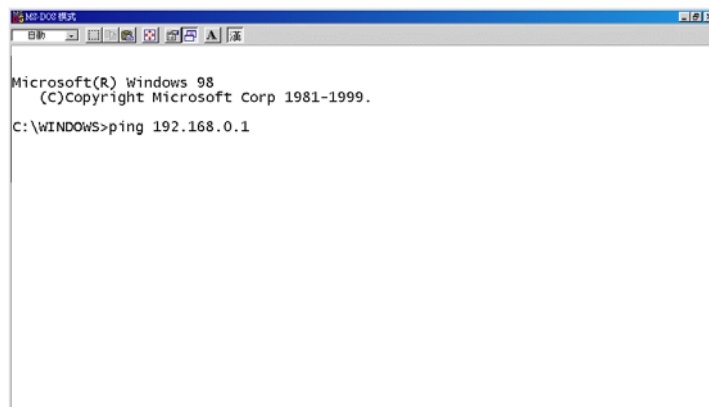 MS-DOS 模式
自動
A 漢
Microsoft(R) Windows 98
(C)Copyright Microsoft Corp 1981-1999.
C:\WINDOWS>ping 192.168.0.1